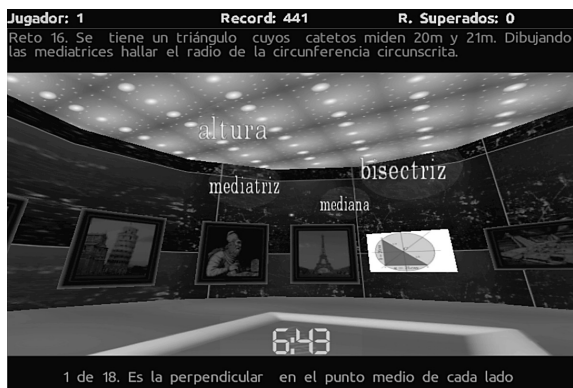 Jugador: 1 Record: 441 R. Superados: 0
Reto 16. Se tiene un triángulo cuyos catetos miden 20m y 21m. Dibujando
las mediatrices hallar el radio de la circunferencia circunscrita.
altura
bisectriz
mediatriz
mediana
6:43
1 de 18. Es la perpendicular en el punto medio de cada lado